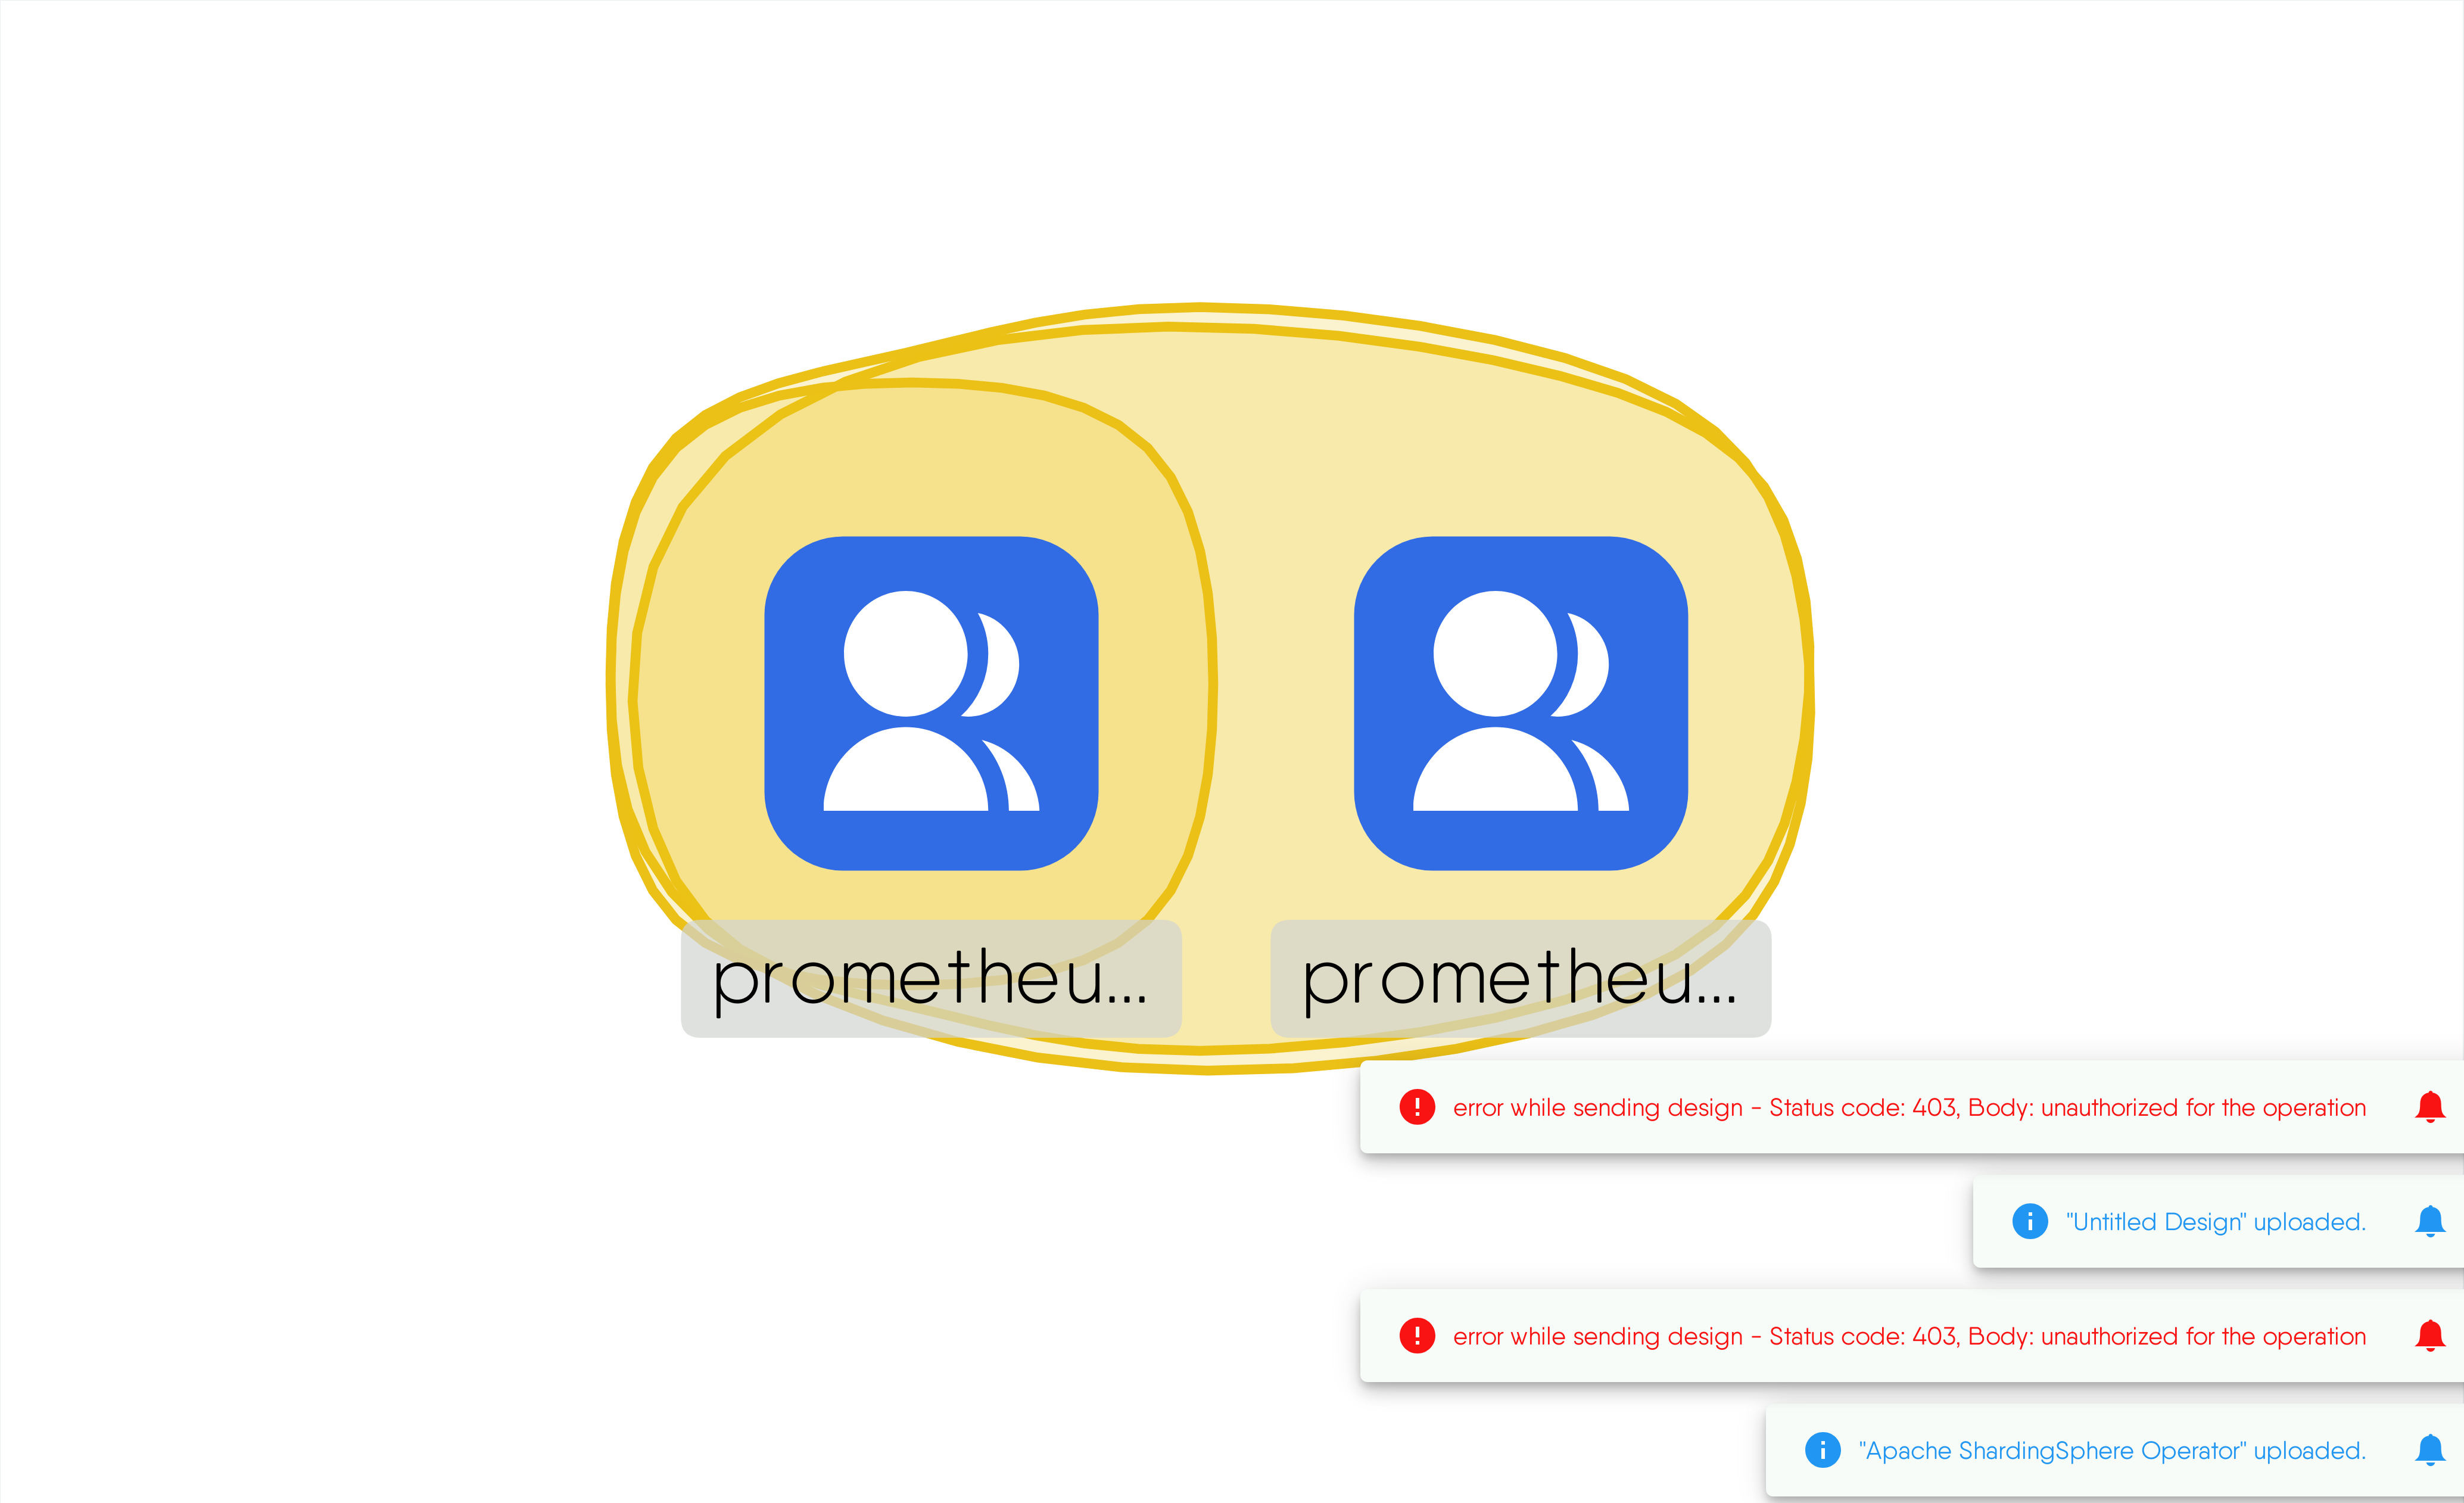 prometheu...
prometheu...
error while sending design - Status code: 403, Body: unauthorized for the operation
"Untitled Design" uploaded.
error while sending design - Status code: 403, Body: unauthorized for the operation
"Apache ShardingSphere Operator" uploaded.